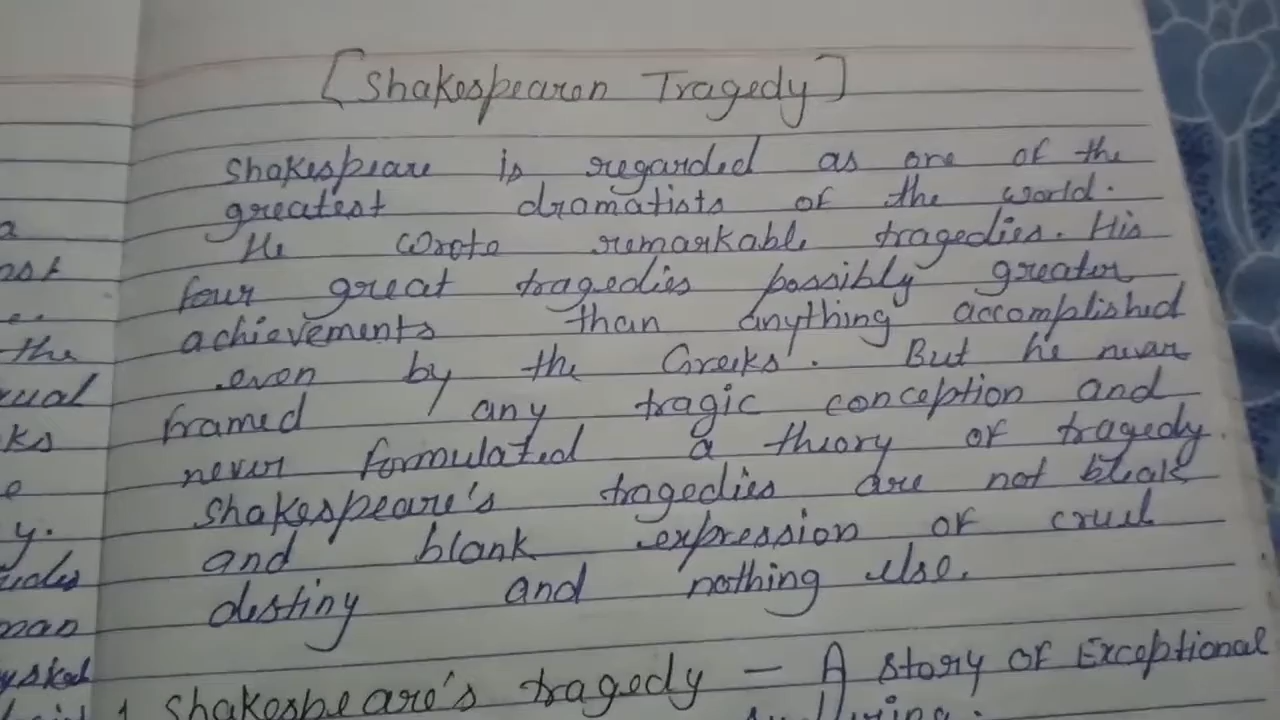 [Shakespearen Tragedy]
Shakespeare is regarded as one of the
greatest dramatists of the world.
He wrote remarkable tragedies. His
four great tragedies possibly greater
achievements than anything accomplished
even by the Greeks'. But he never
framed any tragic conception and
never formulated a theory of tragedy.
Shakespeare's tragedies are not bleak
and blank expression of cruel
destiny and nothing else.
1 Shakespeare's tragedy – A story of Exceptional
the
y.